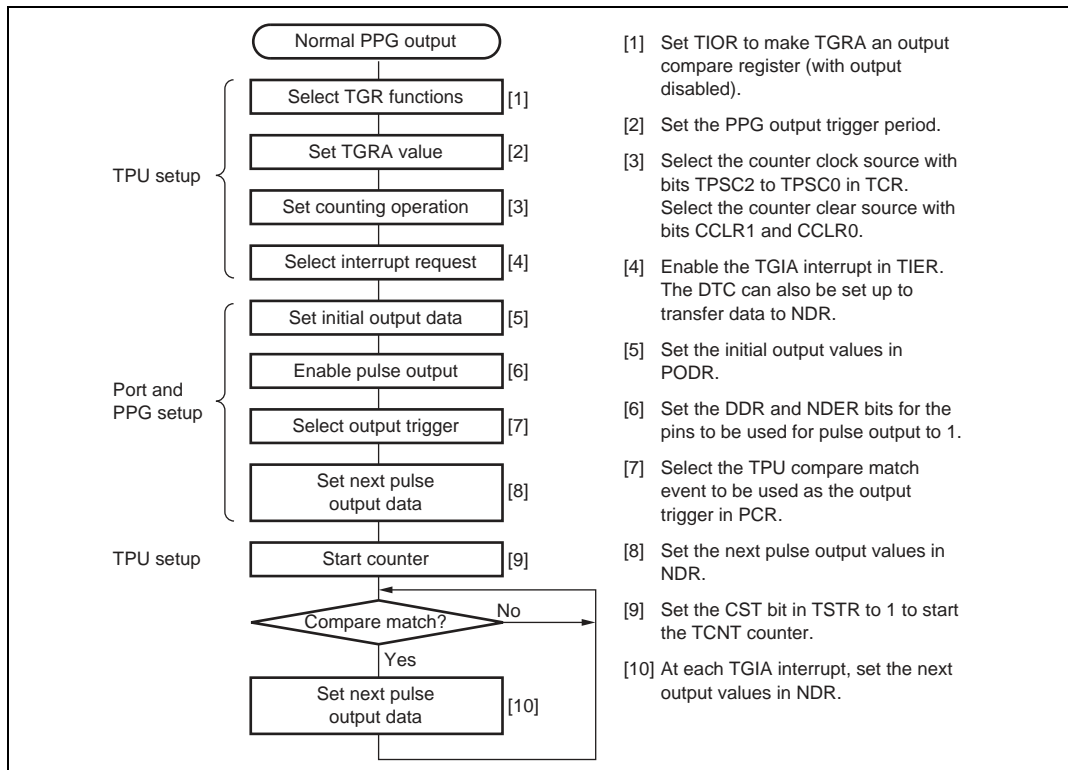 Normal PPG output
Select TGR functions
[1]
Set TGRA value
[2]
TPU setup
Set counting operation
[3]
Select interrupt request
[4]
Set initial output data
[5]
Enable pulse output
[6]
Port and
PPG setup
Select output trigger
[7]
Set next pulse
output data
[8]
TPU setup
Start counter
[9]
Compare match?
No
Yes
Set next pulse
output data
[10]
[1] Set TIOR to make TGRA an output
compare register (with output
disabled).
[2] Set the PPG output trigger period.
[3] Select the counter clock source with
bits TPSC2 to TPSC0 in TCR.
Select the counter clear source with
bits CCLR1 and CCLR0.
[4] Enable the TGIA interrupt in TIER.
The DTC can also be set up to
transfer data to NDR.
[5] Set the initial output values in
PODR.
[6] Set the DDR and NDER bits for the
pins to be used for pulse output to 1.
[7] Select the TPU compare match
event to be used as the output
trigger in PCR.
[8] Set the next pulse output values in
NDR.
[9] Set the CST bit in TSTR to 1 to start
the TCNT counter.
[10] At each TGIA interrupt, set the next
output values in NDR.